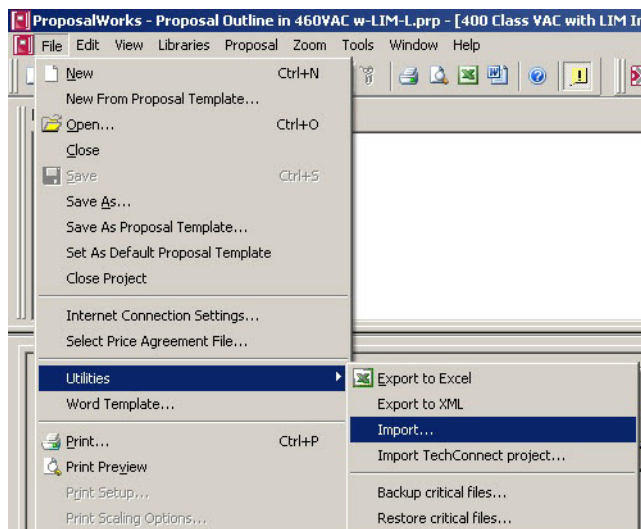 ProposalWorks - Proposal Outline in 460VAC w-LIM-L.prp - [400 Class VAC with LIM In
File Edit View Libraries Proposal Zoom Tools Window Help
New Ctrl+N
New From Proposal Template...
Open... Ctrl+O
Close
Save Ctrl+S
Save As...
Save As Proposal Template...
Set As Default Proposal Template
Close Project
Internet Connection Settings...
Select Price Agreement File...
Utilities
Export to Excel
Word Template...
Export to XML
Import...
Print... Ctrl+P
Import TechConnect project...
Print Preview
Print Setup...
Backup critical files...
Print Scaling Options...
Restore critical files...